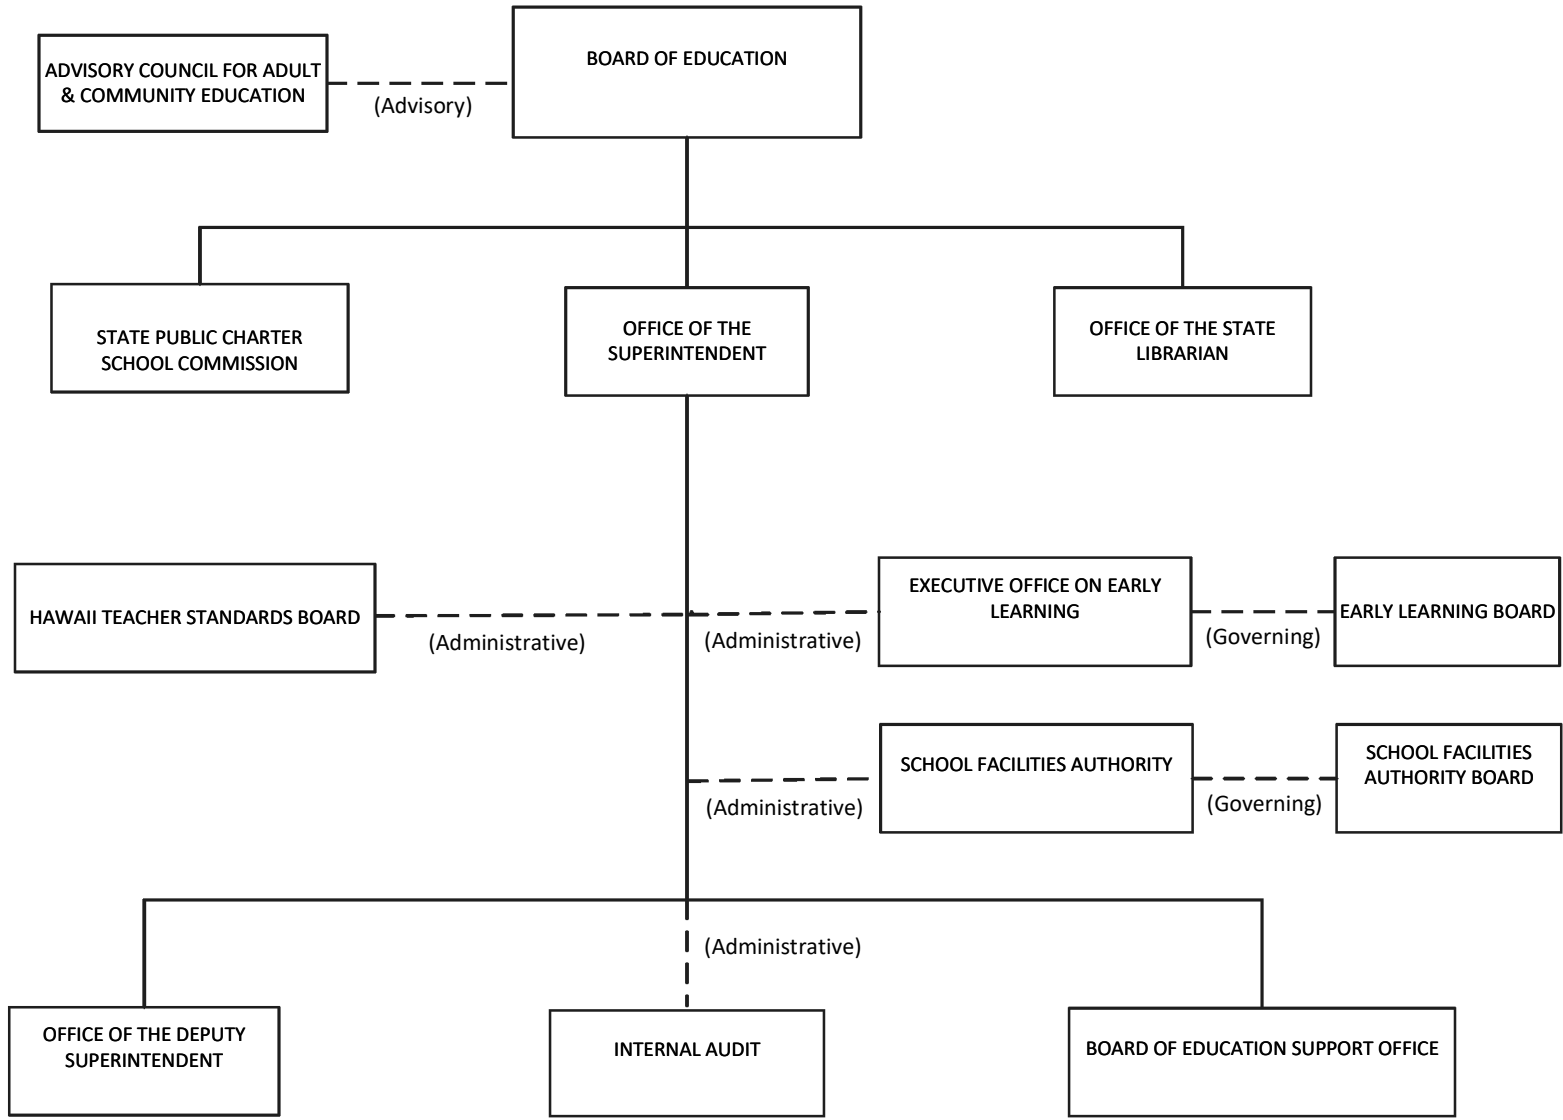 BOARD OF EDUCATION
ADVISORY COUNCIL FOR ADULT
& COMMUNITY EDUCATION
(Advisory)
STATE PUBLIC CHARTER
SCHOOL COMMISSION
OFFICE OF THE
SUPERINTENDENT
OFFICE OF THE STATE
LIBRARIAN
HAWAII TEACHER STANDARDS BOARD
(Administrative)
(Administrative)
EXECUTIVE OFFICE ON EARLY
LEARNING
(Governing)
EARLY LEARNING BOARD
(Administrative)
SCHOOL FACILITIES AUTHORITY
(Governing)
SCHOOL FACILITIES
AUTHORITY BOARD
(Administrative)
OFFICE OF THE DEPUTY
SUPERINTENDENT
INTERNAL AUDIT
BOARD OF EDUCATION SUPPORT OFFICE